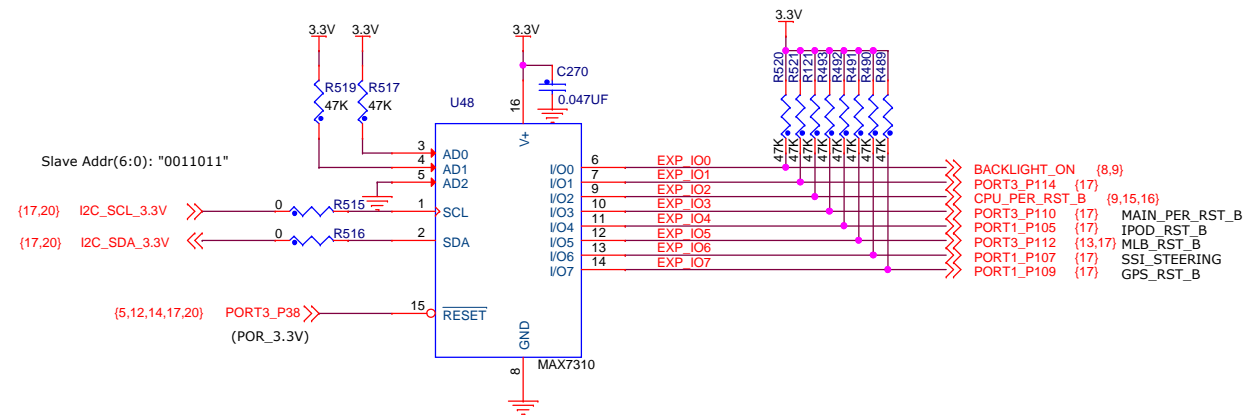 3.3V
3.3V 3.3V 3.3V
R520 R521 R121 R493 R492 R491 R490 R489
C270
R519 R517
47K 47K
0.047UF
U48
16
V+
47K 47K 47K 47K 47K 47K 47K 47K
Slave Addr(6:0): "0011011"
3 AD0
4 AD1
5 AD2
I/O0 6 EXP_IO0 BACKLIGHT_ON {8,9}
I/O1 7 EXP_IO1 PORT3_P114 {17}
I/O2 9 EXP_IO2 CPU_PER_RST_B {9,15,16}
{17,20} I2C_SCL_3.3V 0 R515 1 SCL
I/O3 10 EXP_IO3 PORT3_P110 {17} MAIN_PER_RST_B
I/O4 11 EXP_IO4 PORT1_P105 {17} IPOD_RST_B
{17,20} I2C_SDA_3.3V 0 R516 2 SDA
I/O5 12 EXP_IO5 PORT3_P112 {13,17} MLB_RST_B
I/O6 13 EXP_IO6 PORT1_P107 {17} SSI_STEERING
I/O7 14 EXP_IO7 PORT1_P109 {17} GPS_RST_B
{5,12,14,17,20} PORT3_P38 15 RESET
(POR_3.3V)
GND
8
MAX7310